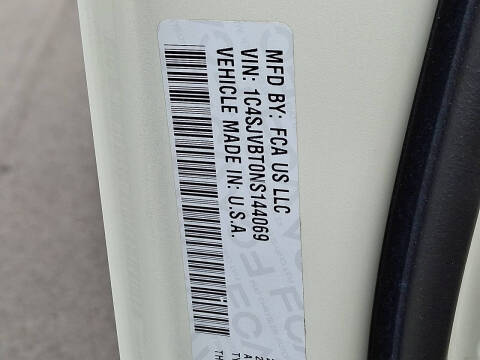 MFD BY: FCA US LLC
VIN: 1C4SJVBT0NS144069
VEHICLE MADE IN: U.S.A.